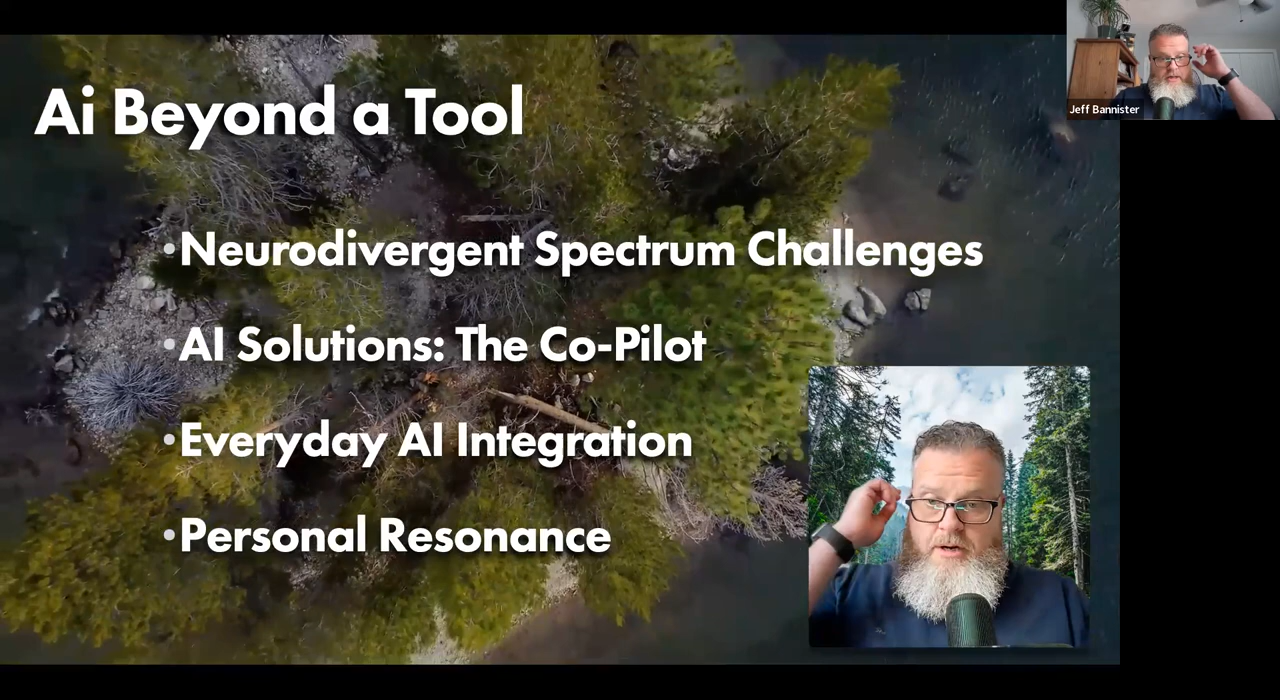 Ai Beyond a Tool
•Neurodivergent Spectrum Challenges
•AI Solutions: The Co-Pilot
•Everyday AI Integration
•Personal Resonance
Jeff Bannister